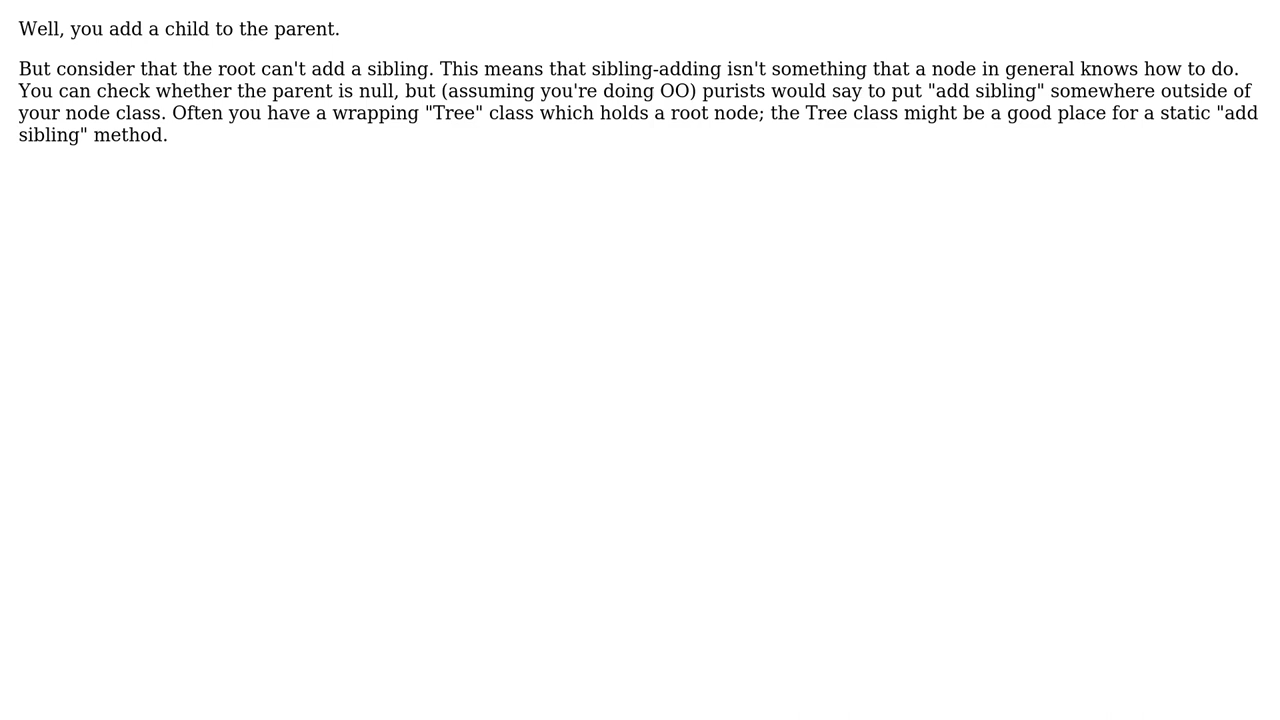 Well, you add a child to the parent.
But consider that the root can't add a sibling. This means that sibling-adding isn't something that a node in general knows how to do.
You can check whether the parent is null, but (assuming you're doing OO) purists would say to put "add sibling" somewhere outside of
your node class. Often you have a wrapping "Tree" class which holds a root node; the Tree class might be a good place for a static "add
sibling" method.